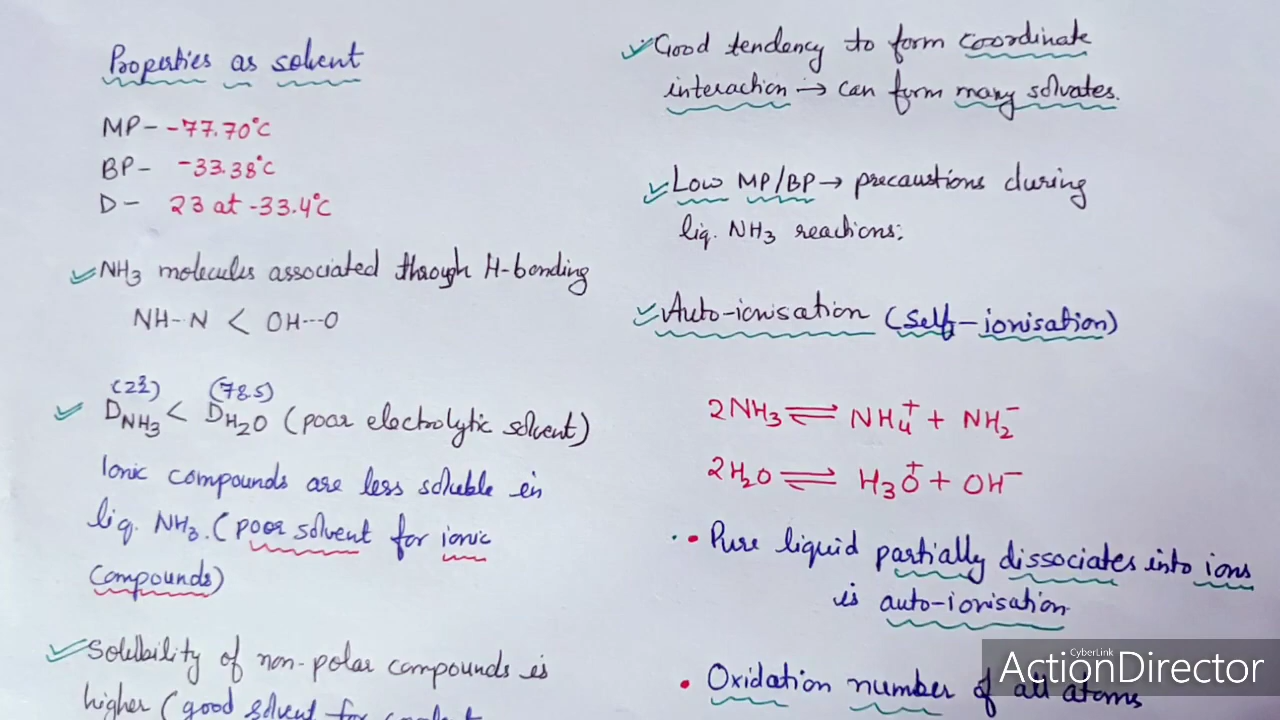 Properties as solvent
MP- -77.70°C
BP- -33.38°C
D- 23 at -33.4°C
NH3 molecules associated through H-bonding
NH--N < OH---O
(23) (78.5)
DNH3 < DH2O (poor electrolytic solvent)
Ionic compounds are less soluble in
liq. NH3. (poor solvent for ionic
compounds)
Solubility of non-polar compounds is
higher (good solvent for covalent
Good tendency to form coordinate
interaction → can form many solvates.
Low MP/BP → precaustions during
liq. NH3 reactions.
Auto-ionisation (Self-ionisation)
2NH3 ⇌ NH4+ + NH2-
2H2O ⇌ H3O+ + OH-
• Pure liquid partially dissociates into ions
is auto-ionisation
• Oxidation number of all atoms
CyberLink
ActionDirector